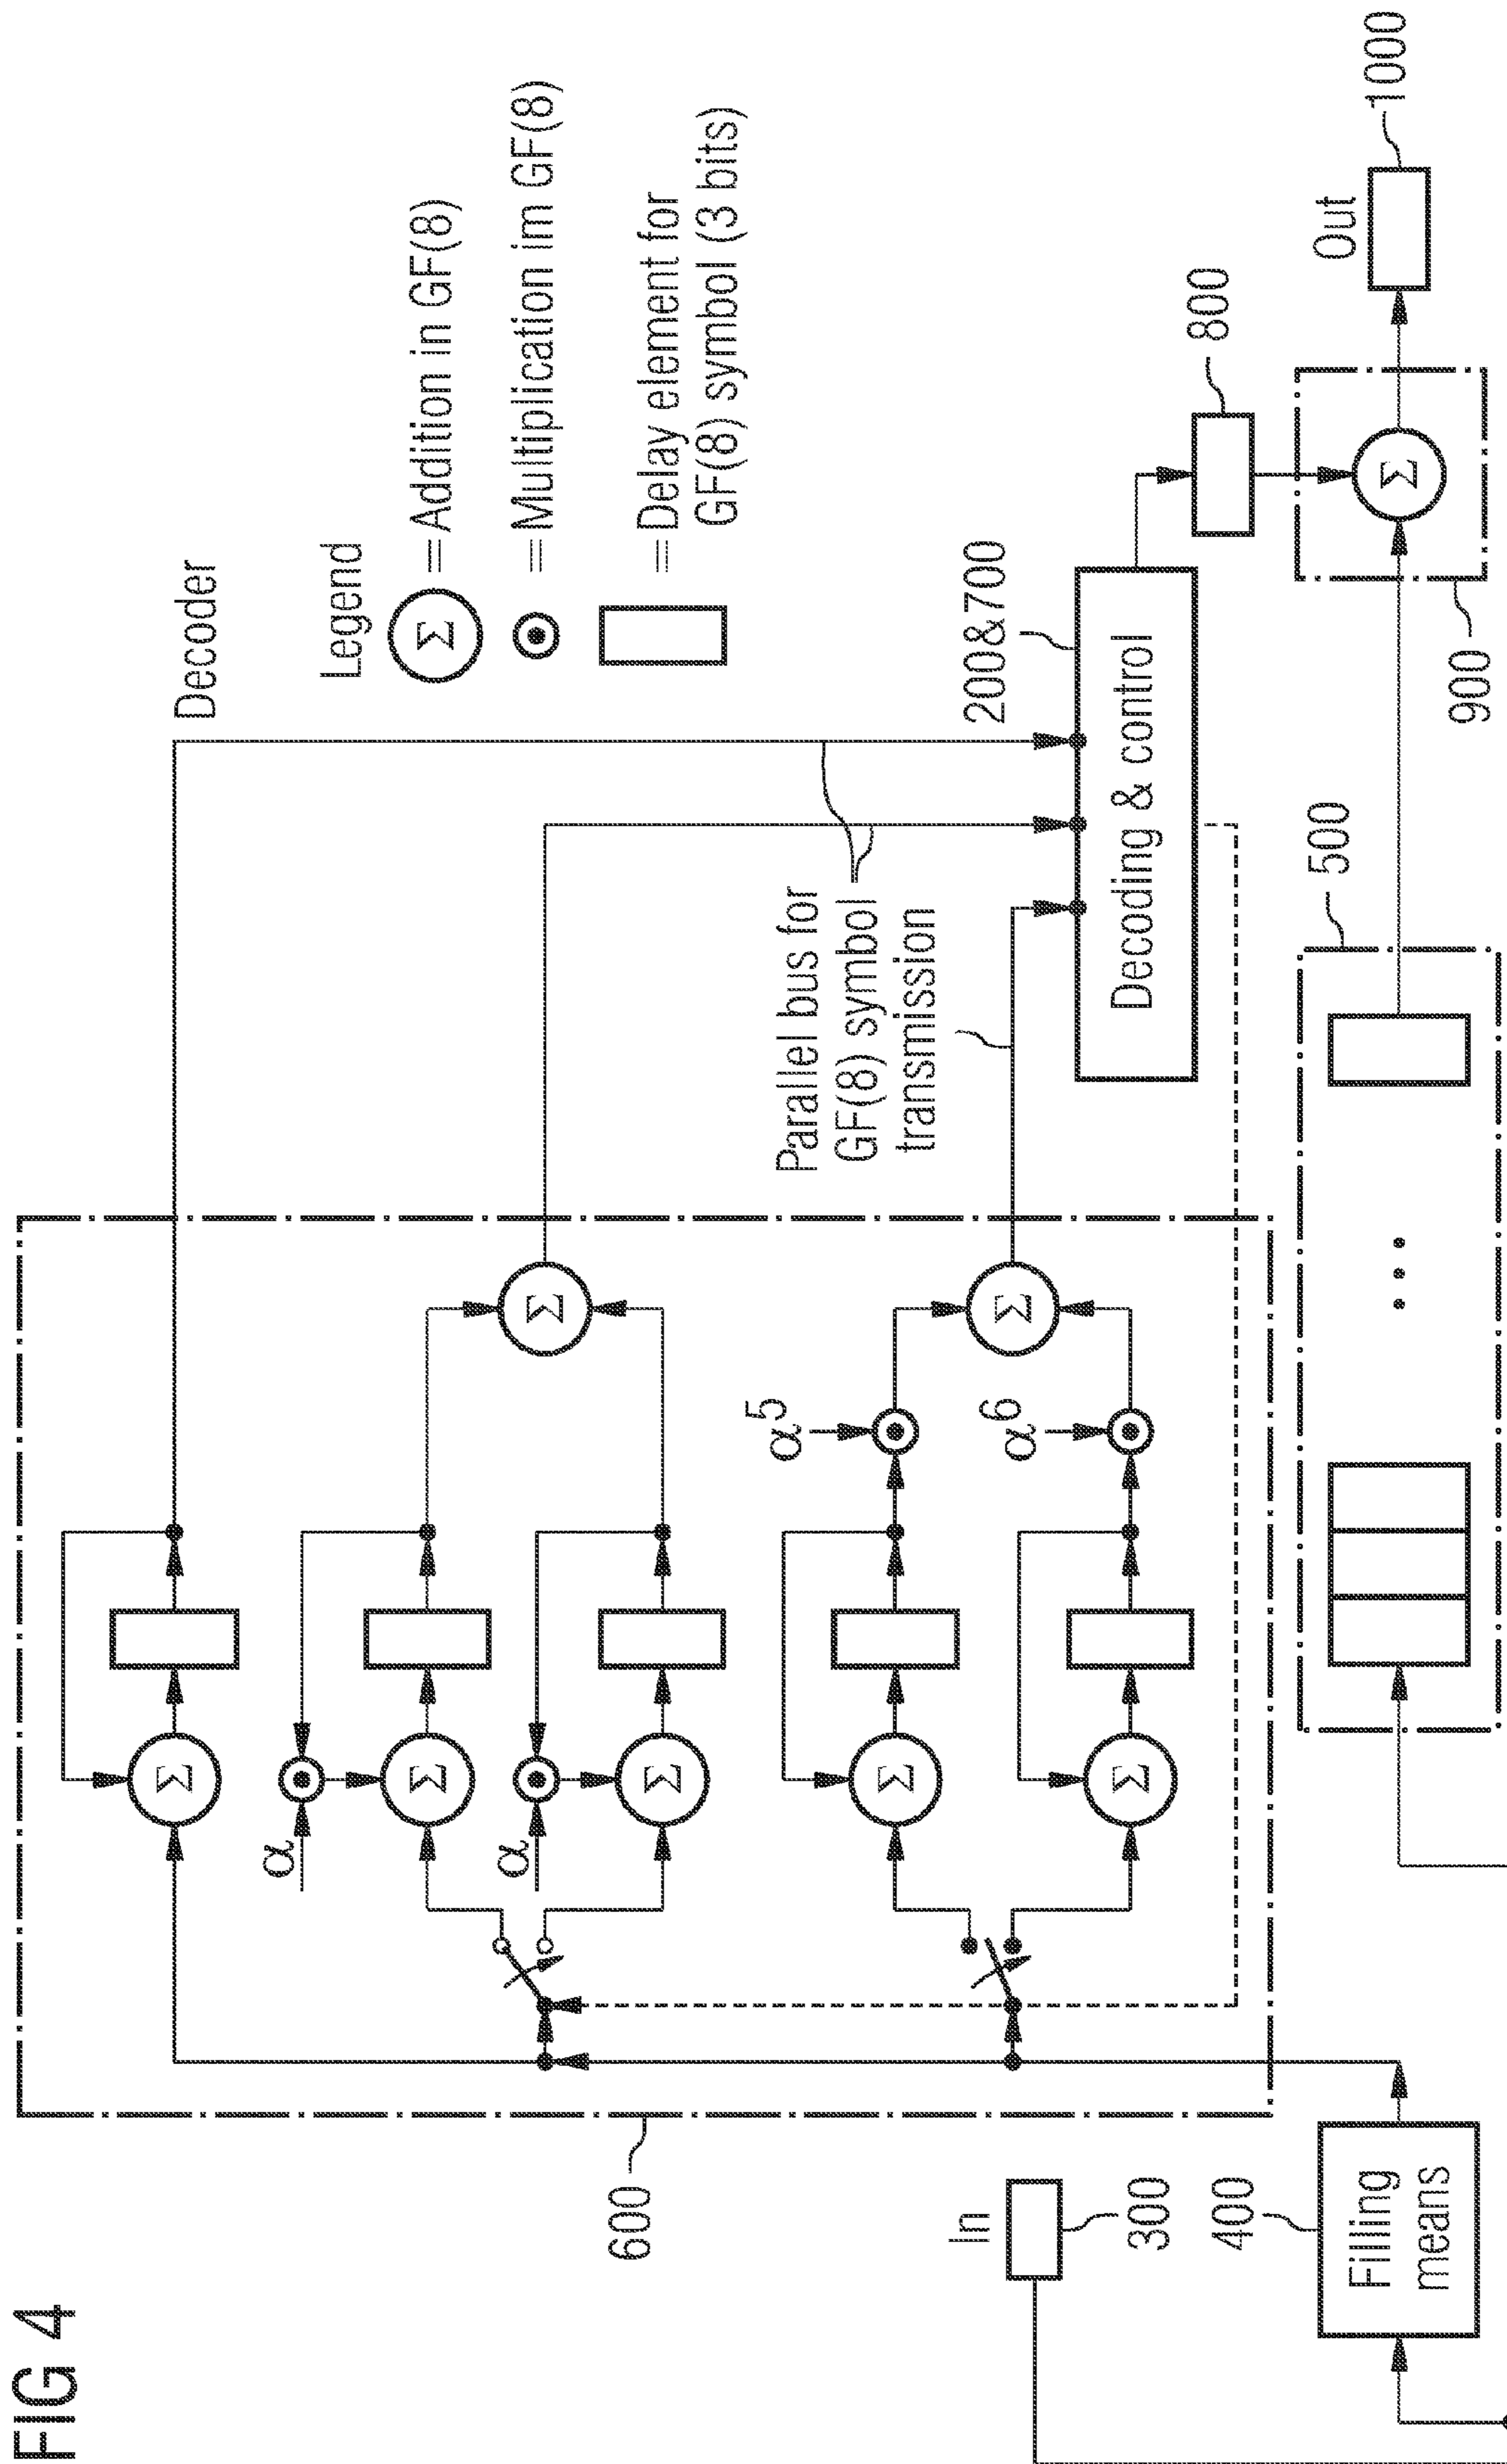 FIG 4
Decoder
Legend
Σ
=Addition in GF(8)
=Multiplication im GF(8)
=Delay element for
GF(8) symbol (3 bits)
600
α
α
Σ
Σ
Σ
Σ
Σ
α5
α6
Σ
Σ
Parallel bus for
GF(8) symbol
transmission
200&700
Decoding & control
800
In
300
400
Fillling
means
500
...
900
Σ
Out
1000